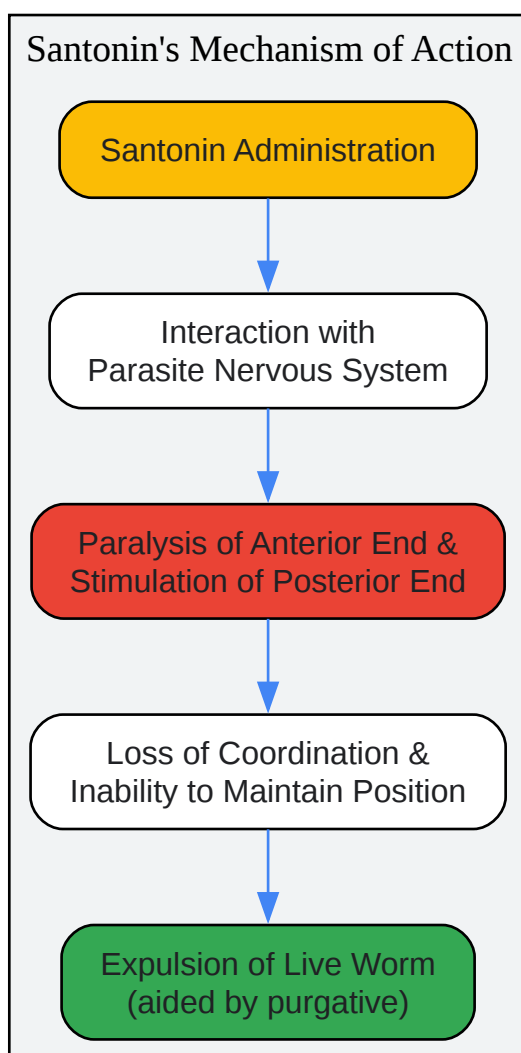 Santonin's Mechanism of Action
Santonin Administration
Interaction with
Parasite Nervous System
Paralysis of Anterior End &
Stimulation of Posterior End
Loss of Coordination &
Inability to Maintain Position
Expulsion of Live Worm
(aided by purgative)